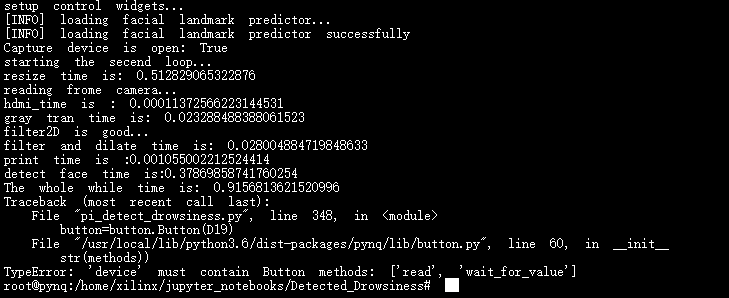 setup control widgets...
[INFO] loading facial landmark predictor...
[INFO] loading facial landmark predictor successfully
Capture device is open: True
starting the secend loop...
resize time is: 0.512829065322876
reading frome camera...
hdmi_time is : 0.00011372566223144531
gray tran time is: 0.023288488388061523
filter2D is good...
filter and dilate time is: 0.028004884719848633
print time is :0.001055002212524414
detect face time is:0.37869858741760254
The whole while time is: 0.9156813621520996
Traceback (most recent call last):
File "pi_detect_drowsiness.py", line 348, in <module>
button=button.Button(D19)
File "/usr/local/lib/python3.6/dist-packages/pynq/lib/button.py", line 60, in __init__
str(methods))
TypeError: 'device' must contain Button methods: ['read', 'wait_for_value']
root@pynq:/home/xilinx/jupyter_notebooks/Detected_Drowsiness#